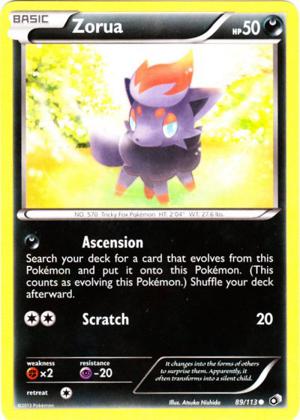 BASIC
Zorua
HP50
NO. 570 Tricky Fox Pokémon HT: 2'04" WT: 27.6 lbs.
Ascension
Search your deck for a card that evolves from this
Pokémon and put it onto this Pokémon. (This
counts as evolving this Pokémon.) Shuffle your deck
afterward.
Scratch 20
weakness
×2
resistance
-20
retreat
It changes into the forms of others
to surprise them. Apparently, it
often transforms into a silent child.
©2013 Pokémon
Illus. Atsuko Nishida
89/113